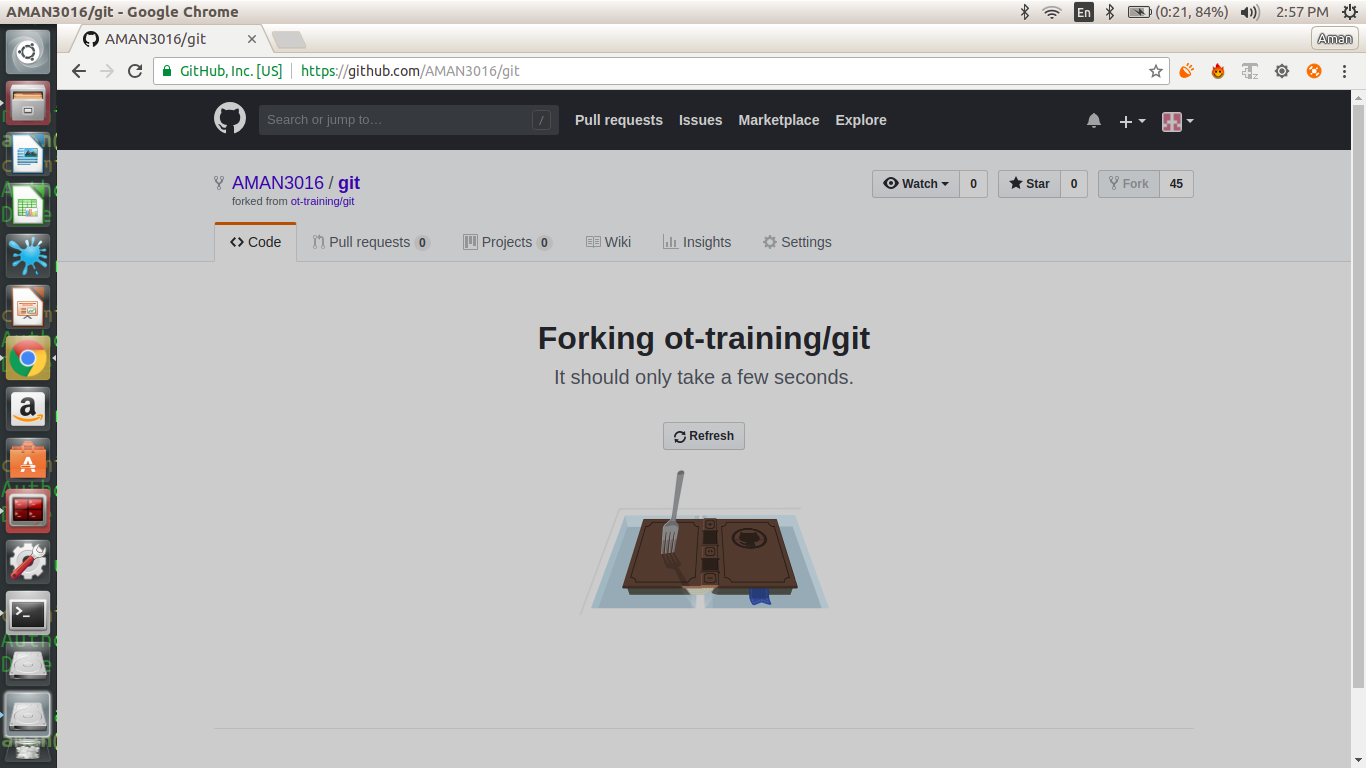 AMAN3016/git - Google Chrome
En
(0:21, 84%)
2:57 PM
AMAN3016/git
Aman
GitHub, Inc. [US]
https://github.com/AMAN3016/git
Search or jump to…
/
Pull requests
Issues
Marketplace
Explore
AMAN3016 / git
forked from ot-training/git
Watch
0
Star
0
Fork
45
Code
Pull requests 0
Projects 0
Wiki
Insights
Settings
Forking ot-training/git
It should only take a few seconds.
Refresh